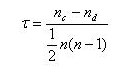 τ = (n_c − n_d) / (½ n(n−1))